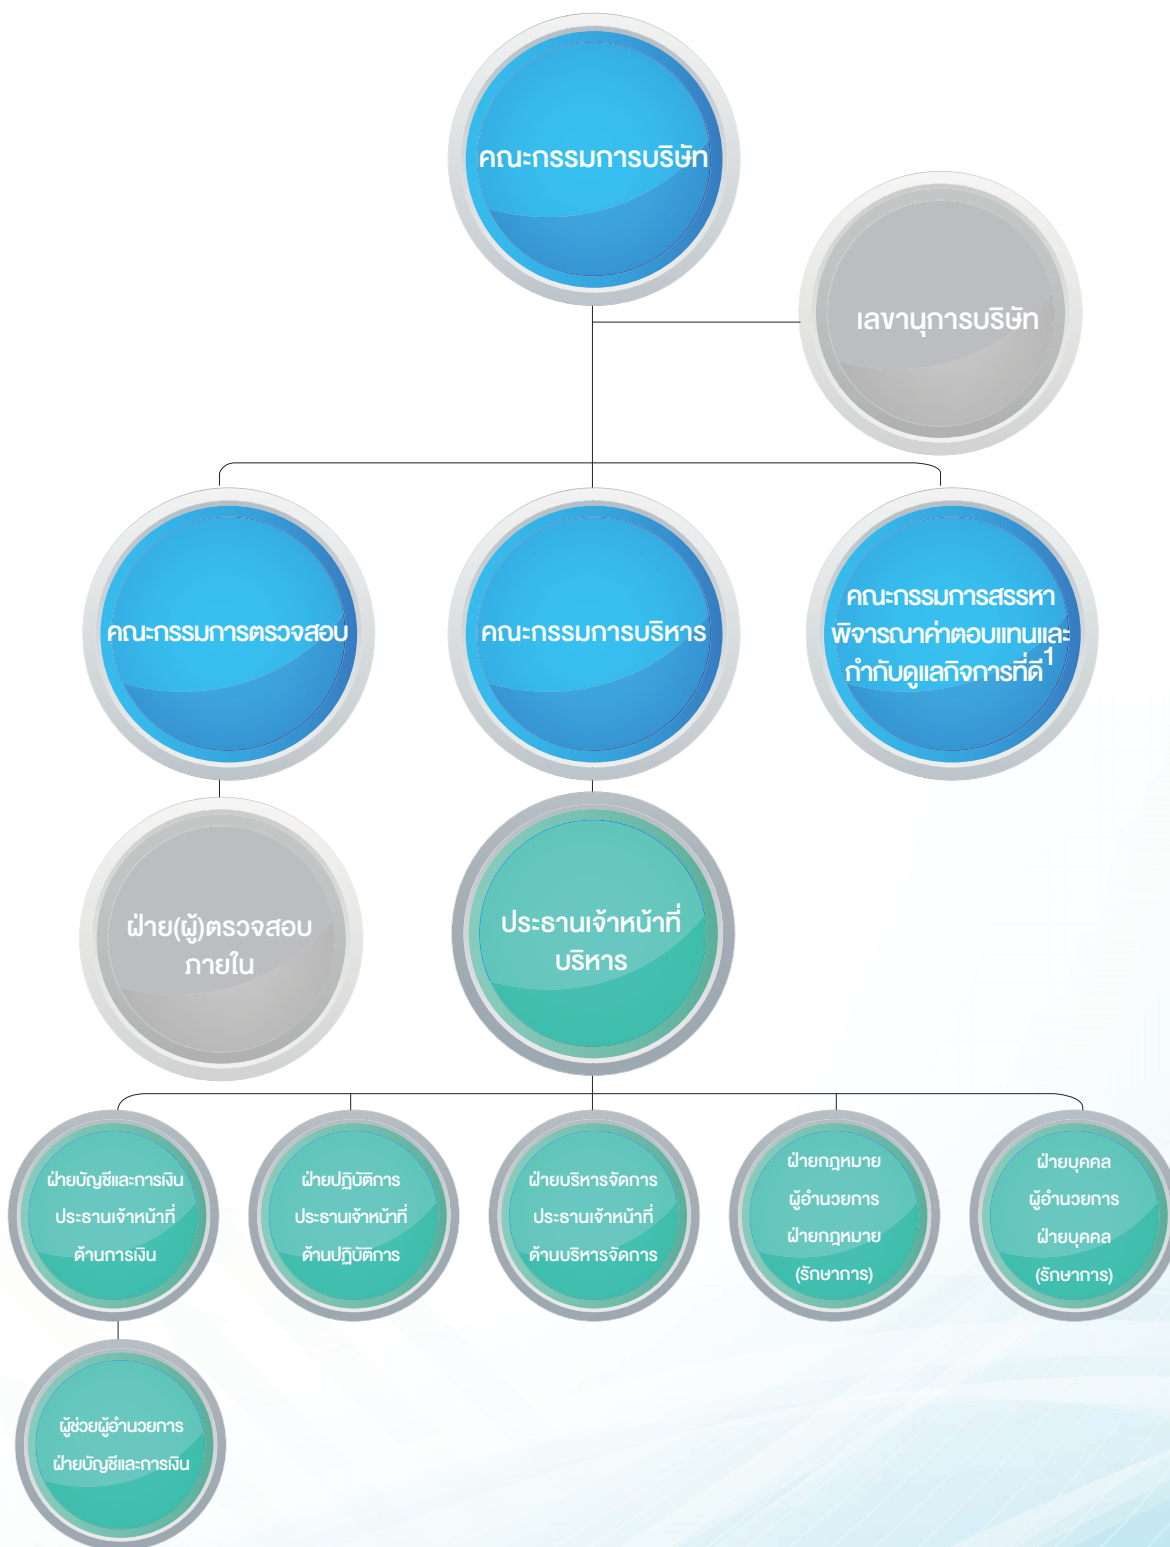 คณะกรรมการบริษัท
เลขานุการบริษัท
คณะกรรมการตรวจสอบ
คณะกรรมการบริหาร
คณะกรรมการสรรหา
พิจารณาค่าตอบแทนและ
กำกับดูแลกิจการที่ดี1
ฝ่าย(ผู้)ตรวจสอบ
ภายใน
ประธานเจ้าหน้าที่
บริหาร
ฝ่ายบัญชีและการเงิน
ประธานเจ้าหน้าที่
ด้านการเงิน
ฝ่ายปฏิบัติการ
ประธานเจ้าหน้าที่
ด้านปฏิบัติการ
ฝ่ายบริหารจัดการ
ประธานเจ้าหน้าที่
ด้านบริหารจัดการ
ฝ่ายกฎหมาย
ผู้อำนวยการ
ฝ่ายกฎหมาย
(รักษาการ)
ฝ่ายบุคคล
ผู้อำนวยการ
ฝ่ายบุคคล
(รักษาการ)
ผู้ช่วยผู้อำนวยการ
ฝ่ายบัญชีและการเงิน